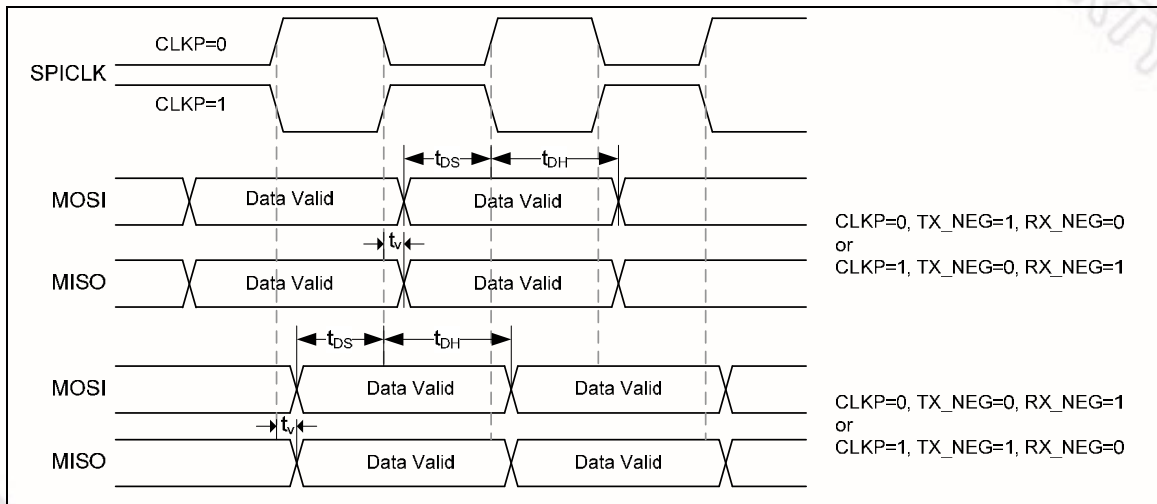 CLKP=0
SPICLK
CLKP=1
tDS
tDH
MOSI
Data Valid
Data Valid
tv
MISO
Data Valid
Data Valid
CLKP=0, TX_NEG=1, RX_NEG=0
or
CLKP=1, TX_NEG=0, RX_NEG=1
tDS
tDH
MOSI
Data Valid
Data Valid
tv
MISO
Data Valid
Data Valid
CLKP=0, TX_NEG=0, RX_NEG=1
or
CLKP=1, TX_NEG=1, RX_NEG=0